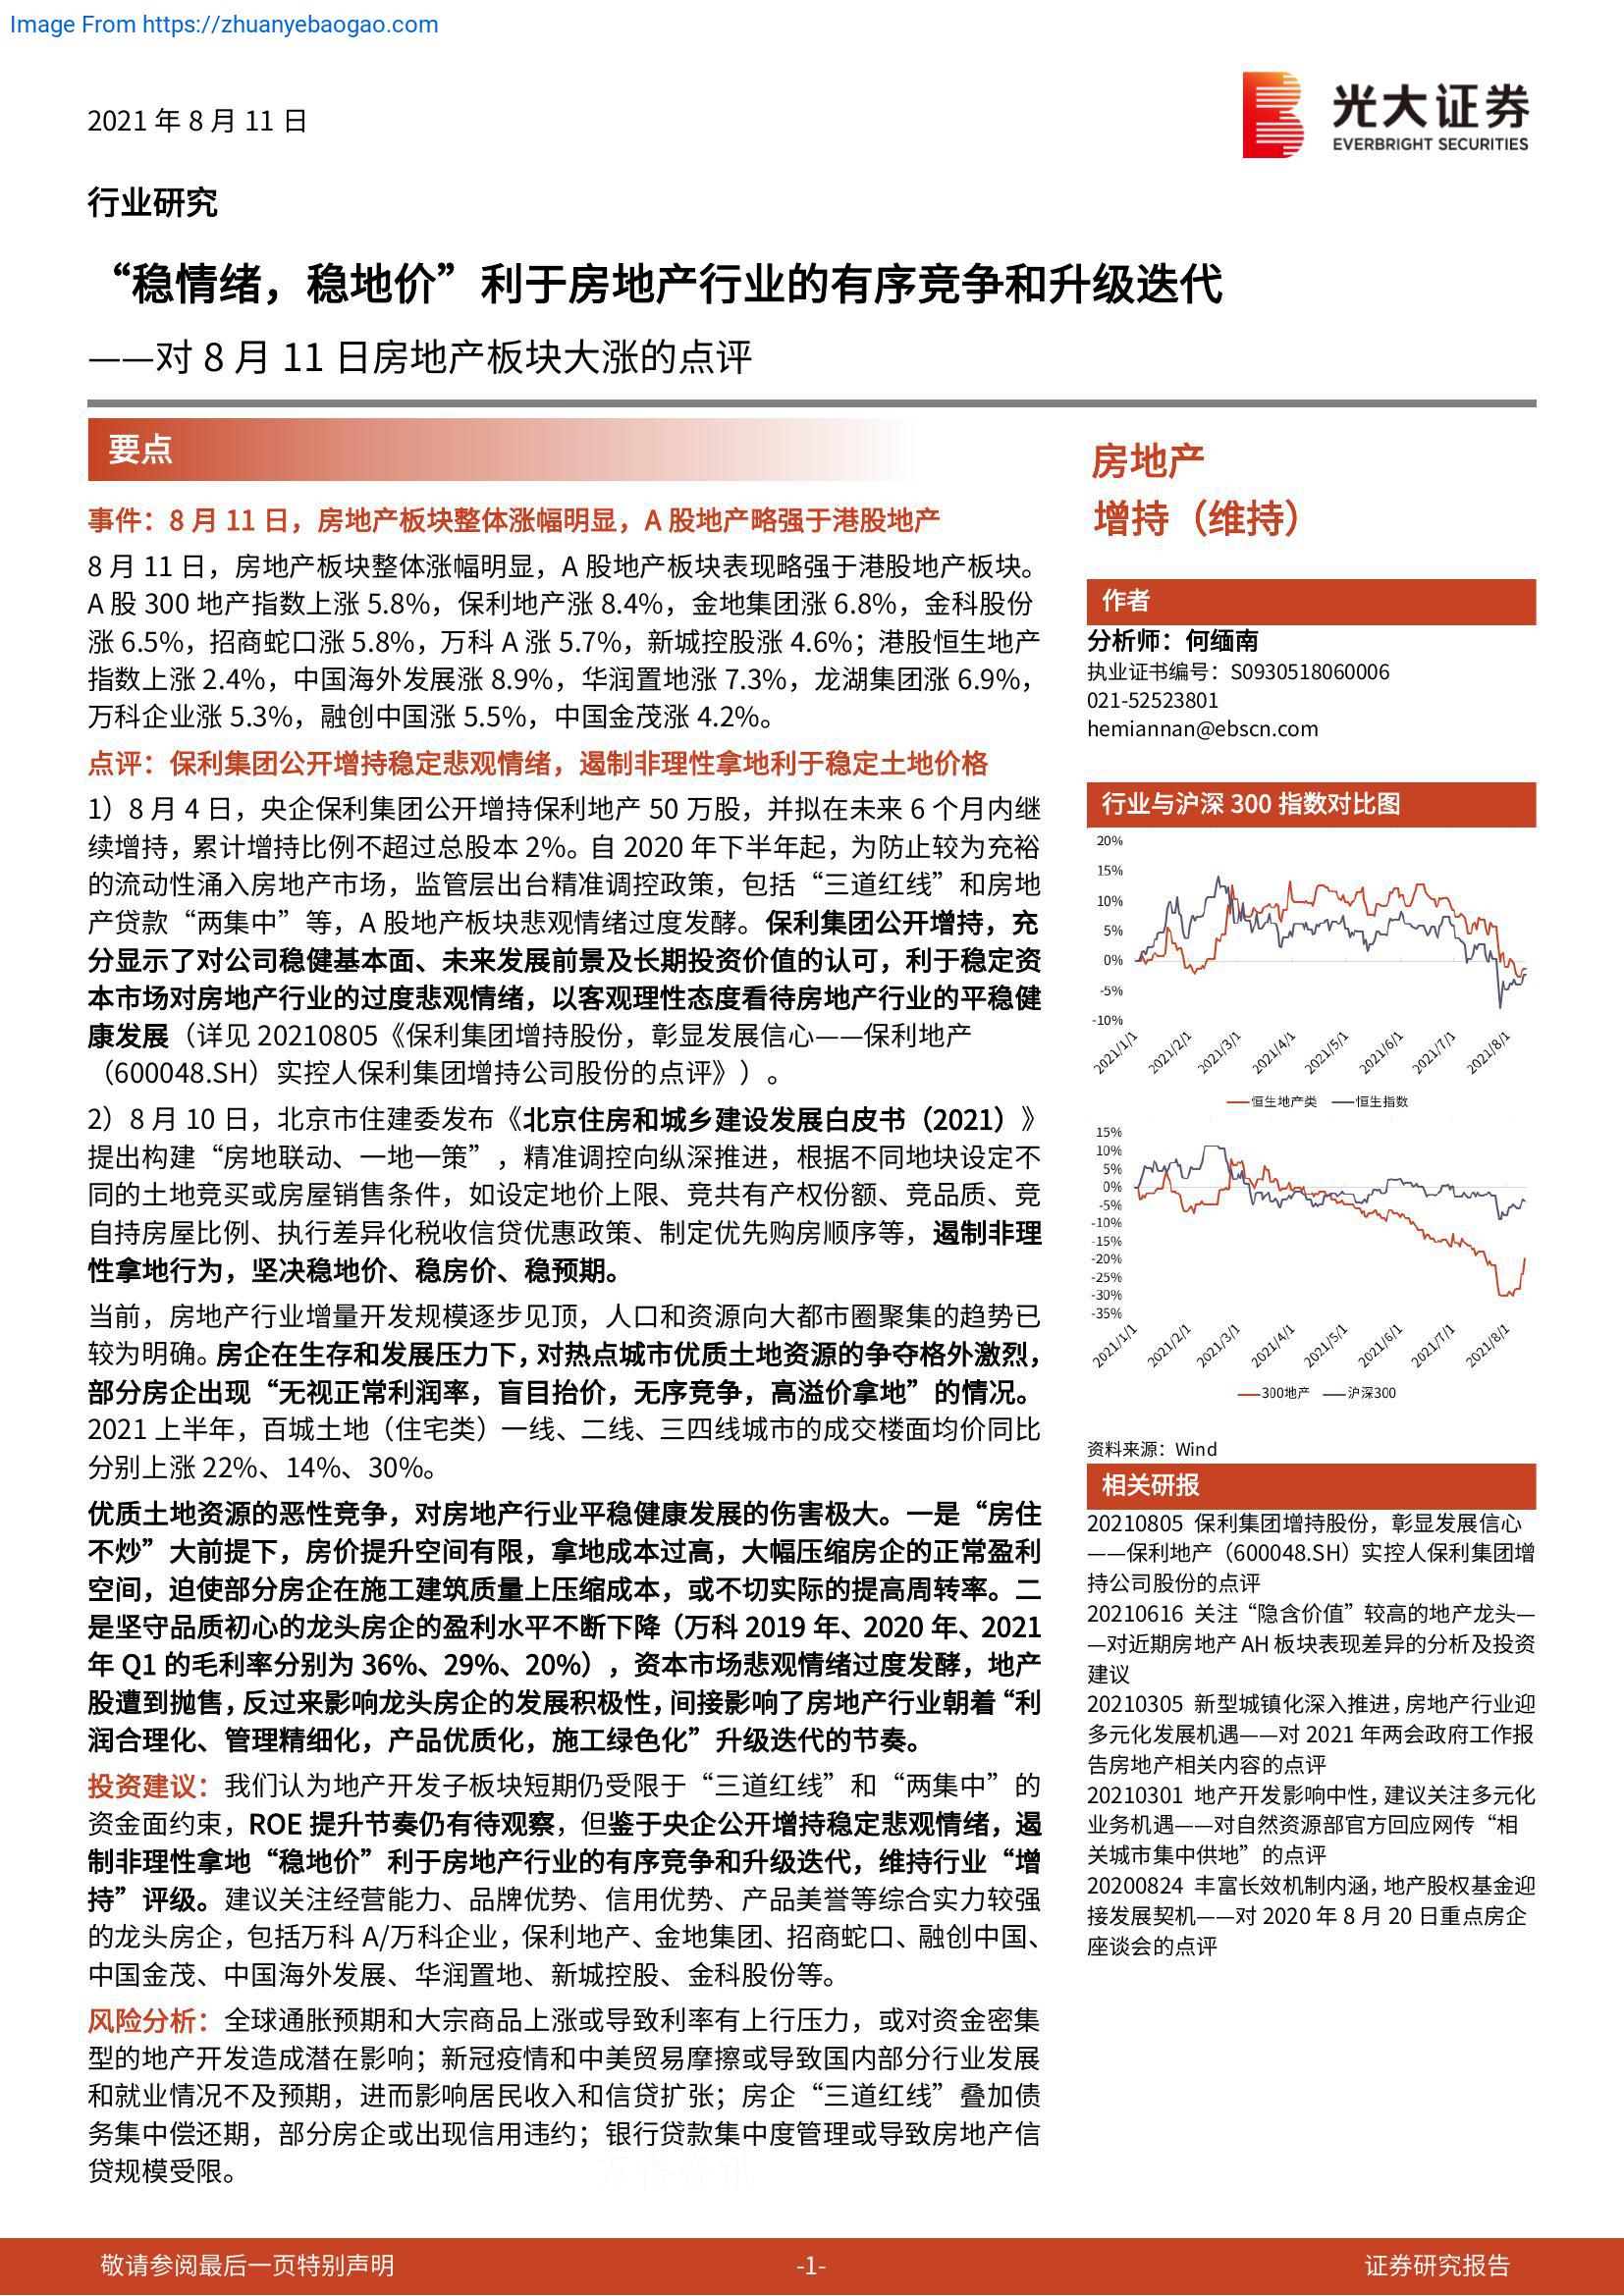 Image From https://zhuanyebaogao.com
2021 年 8 月 11 日
光大证券
EVERBRIGHT SECURITIES
行业研究
“稳情绪，稳地价”利于房地产行业的有序竞争和升级迭代
——对 8 月 11 日房地产板块大涨的点评
要点
事件：8 月 11 日，房地产板块整体涨幅明显，A 股地产略强于港股地产
8 月 11 日，房地产板块整体涨幅明显，A 股地产板块表现略强于港股地产板块。
A 股 300 地产指数上涨 5.8%，保利地产涨 8.4%，金地集团涨 6.8%，金科股份
涨 6.5%，招商蛇口涨 5.8%，万科 A 涨 5.7%，新城控股涨 4.6%；港股恒生地产
指数上涨 2.4%，中国海外发展涨 8.9%，华润置地涨 7.3%，龙湖集团涨 6.9%，
万科企业涨 5.3%，融创中国涨 5.5%，中国金茂涨 4.2%。
点评：保利集团公开增持稳定悲观情绪，遏制非理性拿地利于稳定土地价格
1）8 月 4 日，央企保利集团公开增持保利地产 50 万股，并拟在未来 6 个月内继
续增持，累计增持比例不超过总股本 2%。自 2020 年下半年起，为防止较为充裕
的流动性涌入房地产市场，监管层出台精准调控政策，包括“三道红线”和房地
产贷款“两集中”等，A 股地产板块悲观情绪过度发酵。保利集团公开增持，充
分显示了对公司稳健基本面、未来发展前景及长期投资价值的认可，利于稳定资
本市场对房地产行业的过度悲观情绪，以客观理性态度看待房地产行业的平稳健
康发展（详见 20210805《保利集团增持股份，彰显发展信心——保利地产
（600048.SH）实控人保利集团增持公司股份的点评》）。
2）8 月 10 日，北京市住建委发布《北京住房和城乡建设发展白皮书（2021）》
提出构建“房地联动、一地一策”，精准调控向纵深推进，根据不同地块设定不
同的土地竞买或房屋销售条件，如设定地价上限、竞共有产权份额、竞品质、竞
自持房屋比例、执行差异化税收信贷优惠政策、制定优先购房顺序等，遏制非理
性拿地行为，坚决稳地价、稳房价、稳预期。
当前，房地产行业增量开发规模逐步见顶，人口和资源向大都市圈聚集的趋势已
较为明确。房企在生存和发展压力下，对热点城市优质土地资源的争夺格外激烈，
部分房企出现“无视正常利润率，盲目抬价，无序竞争，高溢价拿地”的情况。
2021 上半年，百城土地（住宅类）一线、二线、三四线城市的成交楼面均价同比
分别上涨 22%、14%、30%。
优质土地资源的恶性竞争，对房地产行业平稳健康发展的伤害极大。一是“房住
不炒”大前提下，房价提升空间有限，拿地成本过高，大幅压缩房企的正常盈利
空间，迫使部分房企在施工建筑质量上压缩成本，或不切实际的提高周转率。二
是坚守品质初心的龙头房企的盈利水平不断下降（万科 2019 年、2020 年、2021
年 Q1 的毛利率分别为 36%、29%、20%），资本市场悲观情绪过度发酵，地产
股遭到抛售，反过来影响龙头房企的发展积极性，间接影响了房地产行业朝着“利
润合理化、管理精细化，产品优质化，施工绿色化”升级迭代的节奏。
投资建议：我们认为地产开发子板块短期仍受限于“三道红线”和“两集中”的
资金面约束，ROE 提升节奏仍有待观察，但鉴于央企公开增持稳定悲观情绪，遏
制非理性拿地“稳地价”利于房地产行业的有序竞争和升级迭代，维持行业“增
持”评级。建议关注经营能力、品牌优势、信用优势、产品美誉等综合实力较强
的龙头房企，包括万科 A/万科企业，保利地产、金地集团、招商蛇口、融创中国、
中国金茂、中国海外发展、华润置地、新城控股、金科股份等。
风险分析：全球通胀预期和大宗商品上涨或导致利率有上行压力，或对资金密集
型的地产开发造成潜在影响；新冠疫情和中美贸易摩擦或导致国内部分行业发展
和就业情况不及预期，进而影响居民收入和信贷扩张；房企“三道红线”叠加债
务集中偿还期，部分房企或出现信用违约；银行贷款集中度管理或导致房地产信
贷规模受限。
万得资讯
房地产
增持（维持）
作者
分析师：何缅南
执业证书编号：S0930518060006
021-52523801
hemiannan@ebscn.com
行业与沪深 300 指数对比图
20%
15%
10%
5%
0%
-5%
-10%
2021/1/1 2021/2/1 2021/3/1 2021/4/1 2021/5/1 2021/6/1 2021/7/1 2021/8/1
恒生地产类 恒生指数
15%
10%
5%
0%
-5%
-10%
-15%
-20%
-25%
-30%
-35%
2021/1/1 2021/2/1 2021/3/1 2021/4/1 2021/5/1 2021/6/1 2021/7/1 2021/8/1
300地产 沪深300
资料来源：Wind
相关研报
20210805 保利集团增持股份，彰显发展信心
——保利地产（600048.SH）实控人保利集团增
持公司股份的点评
20210616 关注“隐含价值”较高的地产龙头—
—对近期房地产 AH 板块表现差异的分析及投资
建议
20210305 新型城镇化深入推进，房地产行业迎
多元化发展机遇——对 2021 年两会政府工作报
告房地产相关内容的点评
20210301 地产开发影响中性，建议关注多元化
业务机遇——对自然资源部官方回应网传“相
关城市集中供地”的点评
20200824 丰富长效机制内涵，地产股权基金迎
接发展契机——对 2020 年 8 月 20 日重点房企
座谈会的点评
敬请参阅最后一页特别声明
-1-
证券研究报告